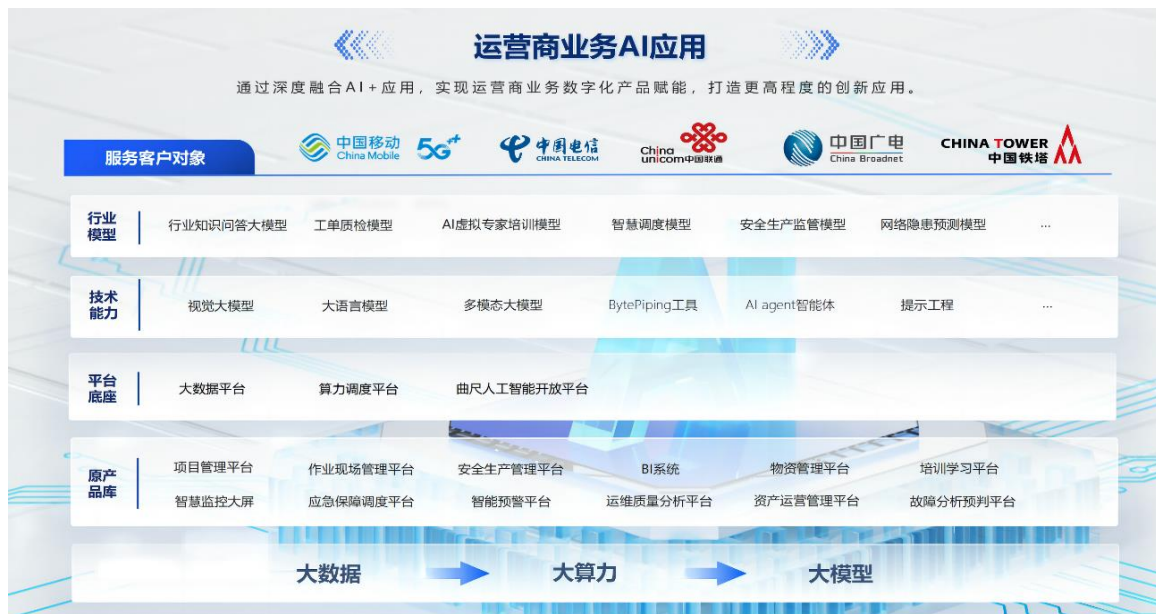 运营商业务AI应用
通过深度融合AI+应用，实现运营商业务数字化产品赋能，打造更高程度的创新应用。
服务客户对象
中国移动
China Mobile
5G++
中国电信
CHINA TELECOM
China
unicom中国联通
中国广电
China Broadnet
CHINA TOWER
中国铁塔
行业
模型
行业知识问答大模型 工单质检模型 AI虚拟专家培训模型 智慧调度模型 安全生产监管模型 网络隐患预测模型 ...
技术
能力
视觉大模型 大语言模型 多模态大模型 BytePiping工具 AI agent智能体 提示工程 ...
平台
底座
大数据平台 算力调度平台 曲尺人工智能开放平台
原产
品库
项目管理平台 作业现场管理平台 安全生产管理平台 BI系统 物资管理平台 培训学习平台
智慧监控大屏 应急保障调度平台 智能预警平台 运维质量分析平台 资产运营管理平台 故障分析预判平台
大数据 大算力 大模型